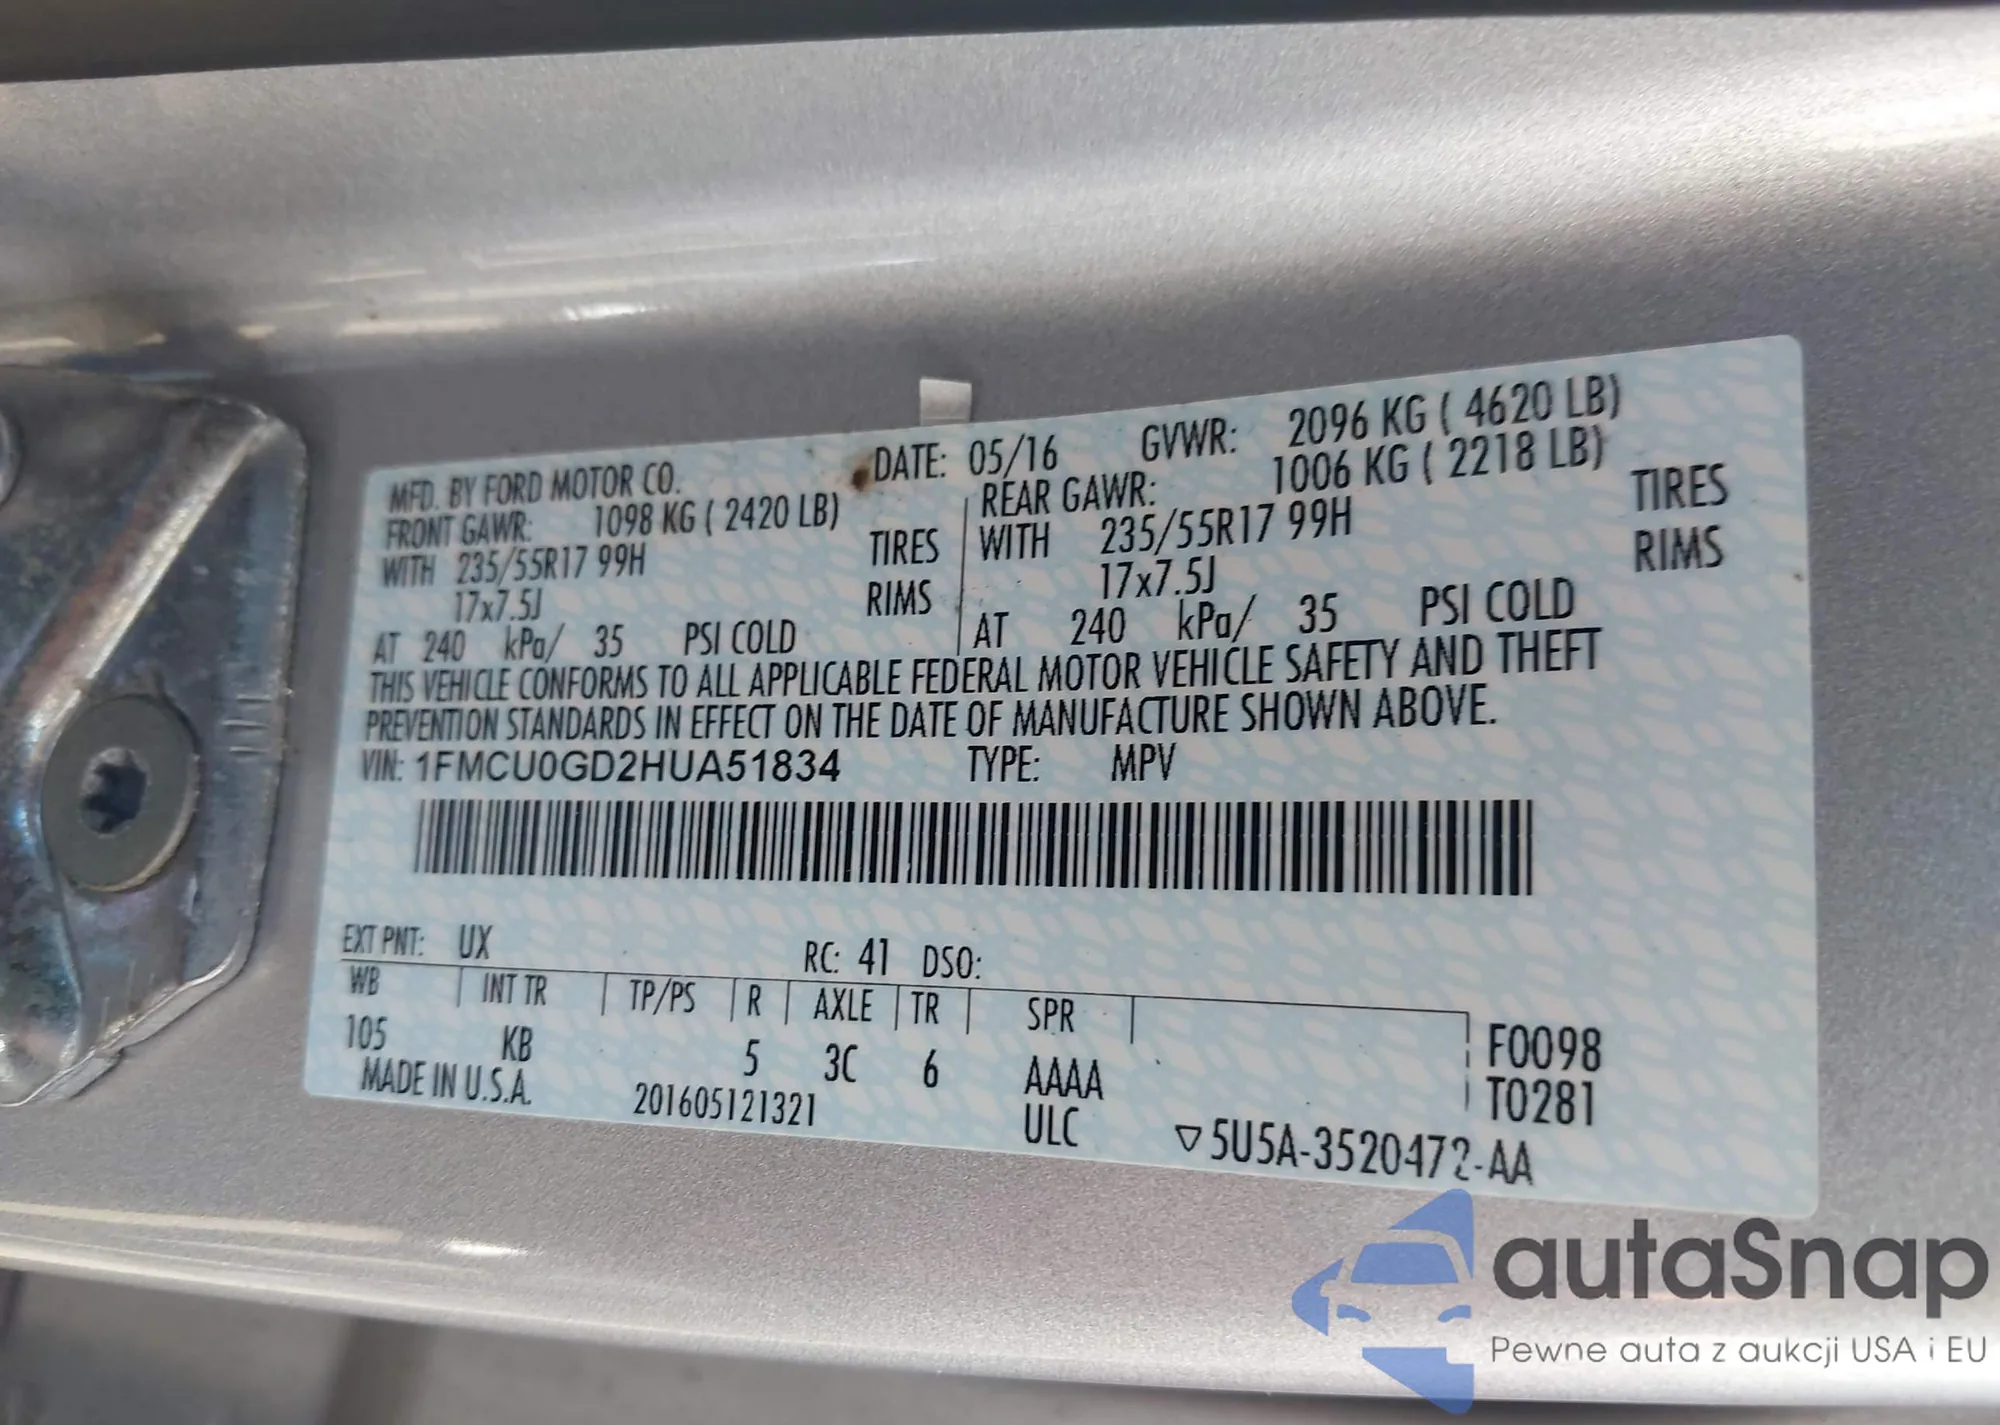 MFD. BY FORD MOTOR CO. DATE: 05/16 GVWR: 2096 KG ( 4620 LB)
FRONT GAWR: 1098 KG ( 2420 LB) REAR GAWR: 1006 KG ( 2218 LB)
WITH 235/55R17 99H TIRES WITH 235/55R17 99H TIRES
17x7.5J RIMS 17x7.5J RIMS
AT 240 kPa/ 35 PSI COLD AT 240 kPa/ 35 PSI COLD
THIS VEHICLE CONFORMS TO ALL APPLICABLE FEDERAL MOTOR VEHICLE SAFETY AND THEFT
PREVENTION STANDARDS IN EFFECT ON THE DATE OF MANUFACTURE SHOWN ABOVE.
VIN: 1FMCU0GD2HUA51834 TYPE: MPV
EXT PNT: UX RC: 41 DSO:
WB INT TR TP/PS R AXLE TR SPR F0098
105 KB 5 3C 6 AAAA T0281
MADE IN U.S.A. 201605121321 ULC ▽5U5A-3520472-AA
autaSnap
Pewne auta z aukcji USA i EU